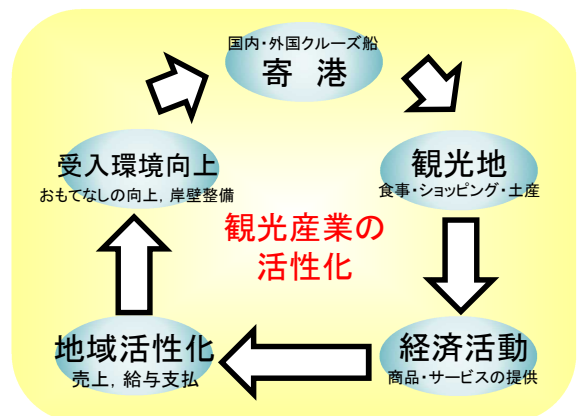 国内・外国クルーズ船
寄 港
観光地
食事・ショッピング・土産
経済活動
商品・サービスの提供
地域活性化
売上，給与支払
受入環境向上
おもてなしの向上，岸壁整備
観光産業の
活性化